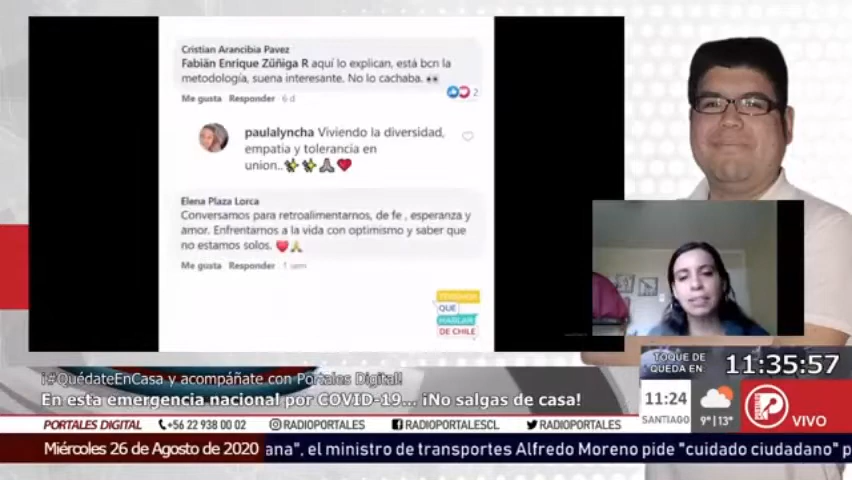 Cristian Arancibia Pavez
Fabiän Enrique Zúñiga R aquí lo explican, está bcn la
metodología, suena interesante. No lo cachaba. 👀
Me gusta Responder 6 d
2
paulalyncha Viviendo la diversidad,
empatia y tolerancia en
union..✨✨🙏❤️
Elena Plaza Lorca
Conversamos para retroalimentarnos, de fe , esperanza y
amor. Enfrentarnos a la vida con optimismo y saber que
no estamos solos. ❤️🙏
Me gusta Responder 1 sem
TENEMOS
QUE
HABLAR
DE CHILE
¡#QuédateEnCasa y acompáñate con Portales Digital!
En esta emergencia nacional por COVID-19... ¡No salgas de casa!
TOQUE DE
QUEDA EN
11:35:57
11:24
SANTIAGO
9° | 13°
VIVO
PORTALES DIGITAL +56 22 938 00 02 RADIOPORTALES RADIOPORTALESCL RADIOPORTALES
Miércoles 26 de Agosto de 2020
ana", el ministro de transportes Alfredo Moreno pide "cuidado ciudadano" p